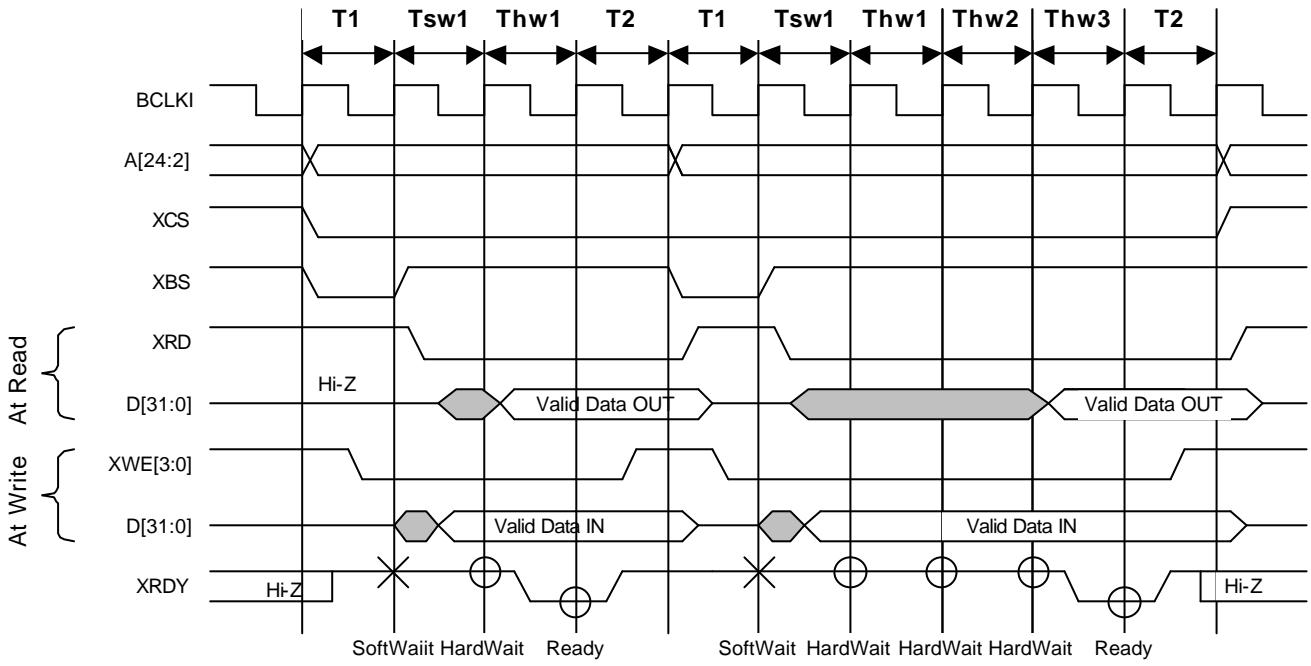 T1 Tsw1 Thw1 T2 T1 Tsw1 Thw1 Thw2 Thw3 T2
BCLKI
A[24:2]
XCS
XBS
At Read
XRD
Hi-Z
D[31:0] Valid Data OUT Valid Data OUT
At Write
XWE[3:0]
D[31:0] Valid Data IN Valid Data IN
XRDY Hi-Z Hi-Z
SoftWaiit HardWait Ready SoftWait HardWait HardWait HardWait Ready